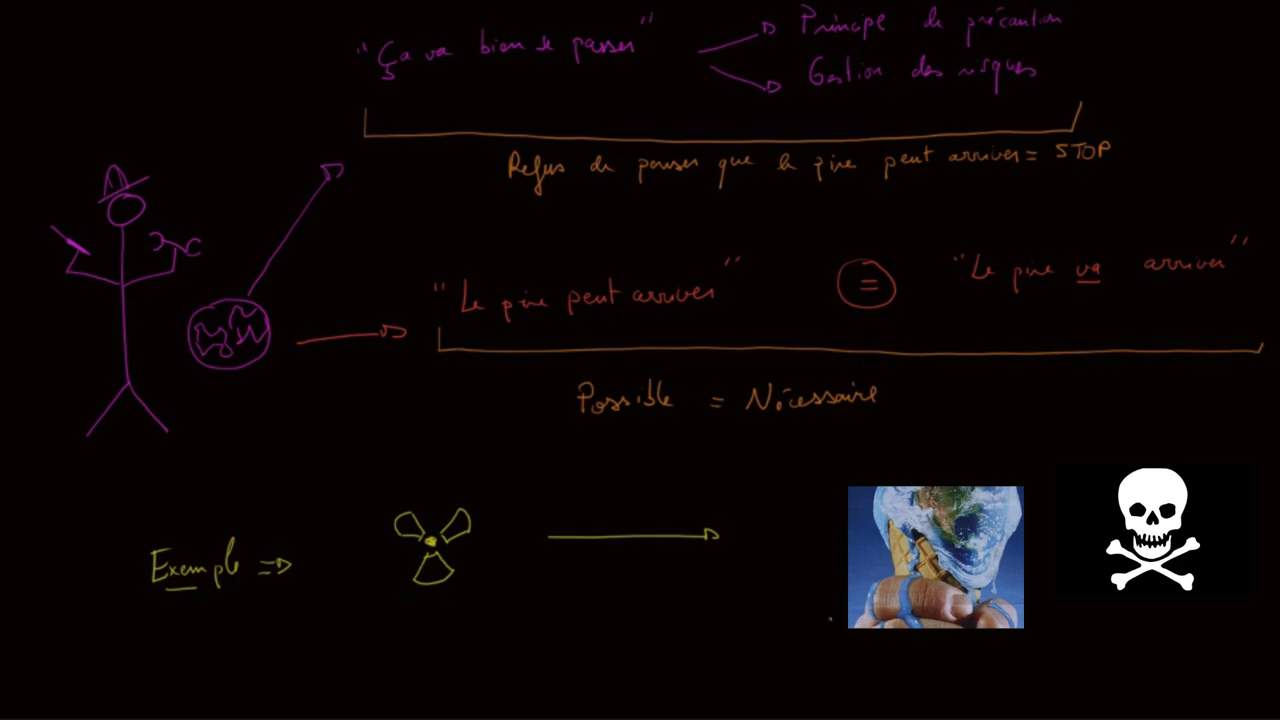 "Ça va bien se passer"
Principe de précaution
Gestion des risques
Refus de penser que le pire peut arriver = STOP
"Le pire peut arriver" = "Le pire va arriver"
Possible = Nécessaire
Exemple =>